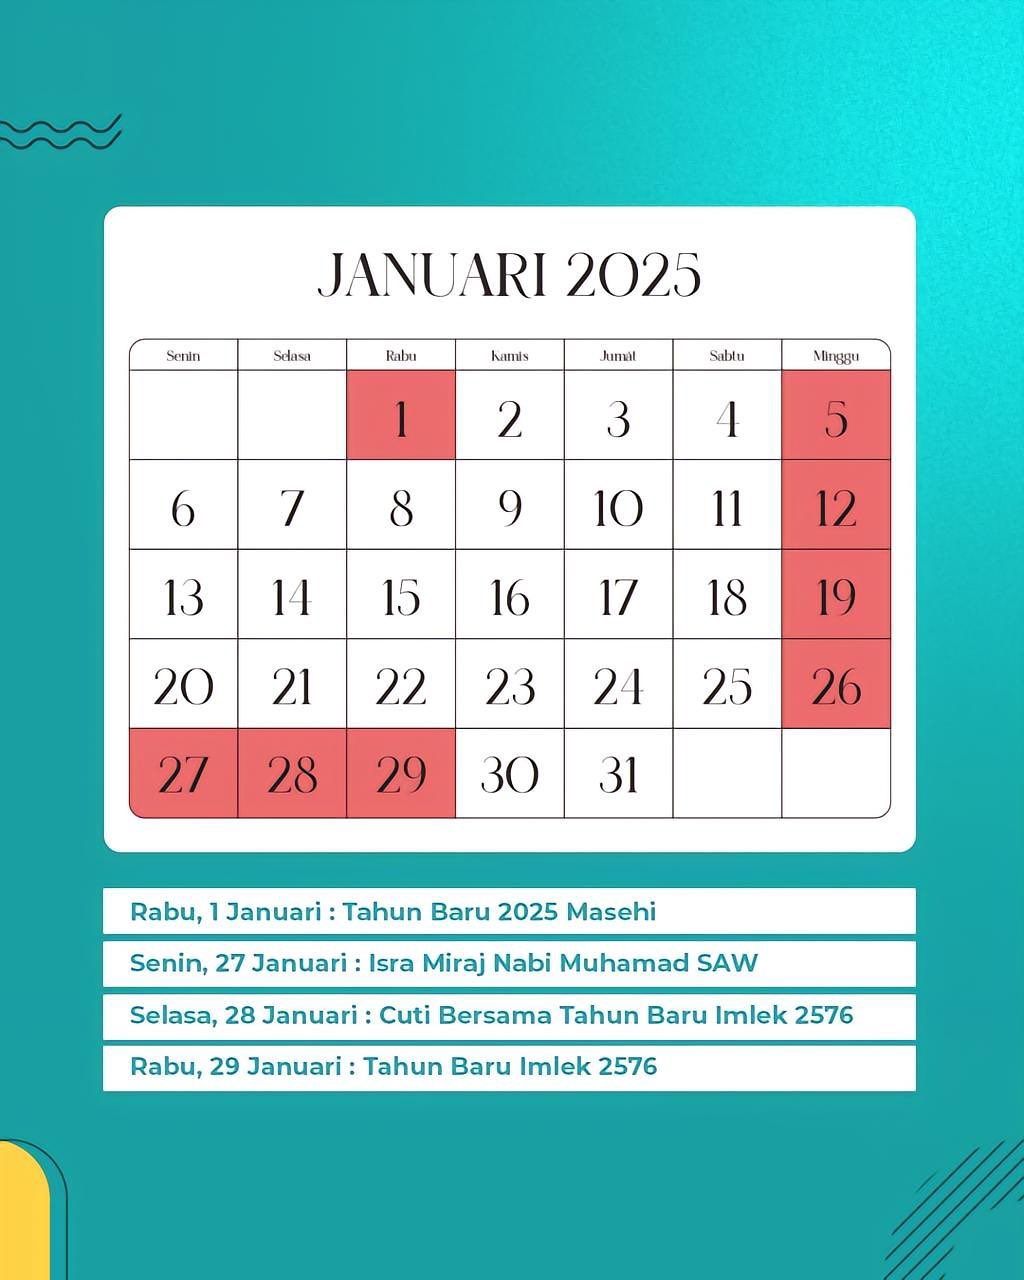 JANUARI 2025
Senin Selasa Rabu Kamis Jumat Sabtu Minggu
1 2 3 4 5
6 7 8 9 10 11 12
13 14 15 16 17 18 19
20 21 22 23 24 25 26
27 28 29 30 31
Rabu, 1 Januari : Tahun Baru 2025 Masehi
Senin, 27 Januari : Isra Miraj Nabi Muhamad SAW
Selasa, 28 Januari : Cuti Bersama Tahun Baru Imlek 2576
Rabu, 29 Januari : Tahun Baru Imlek 2576